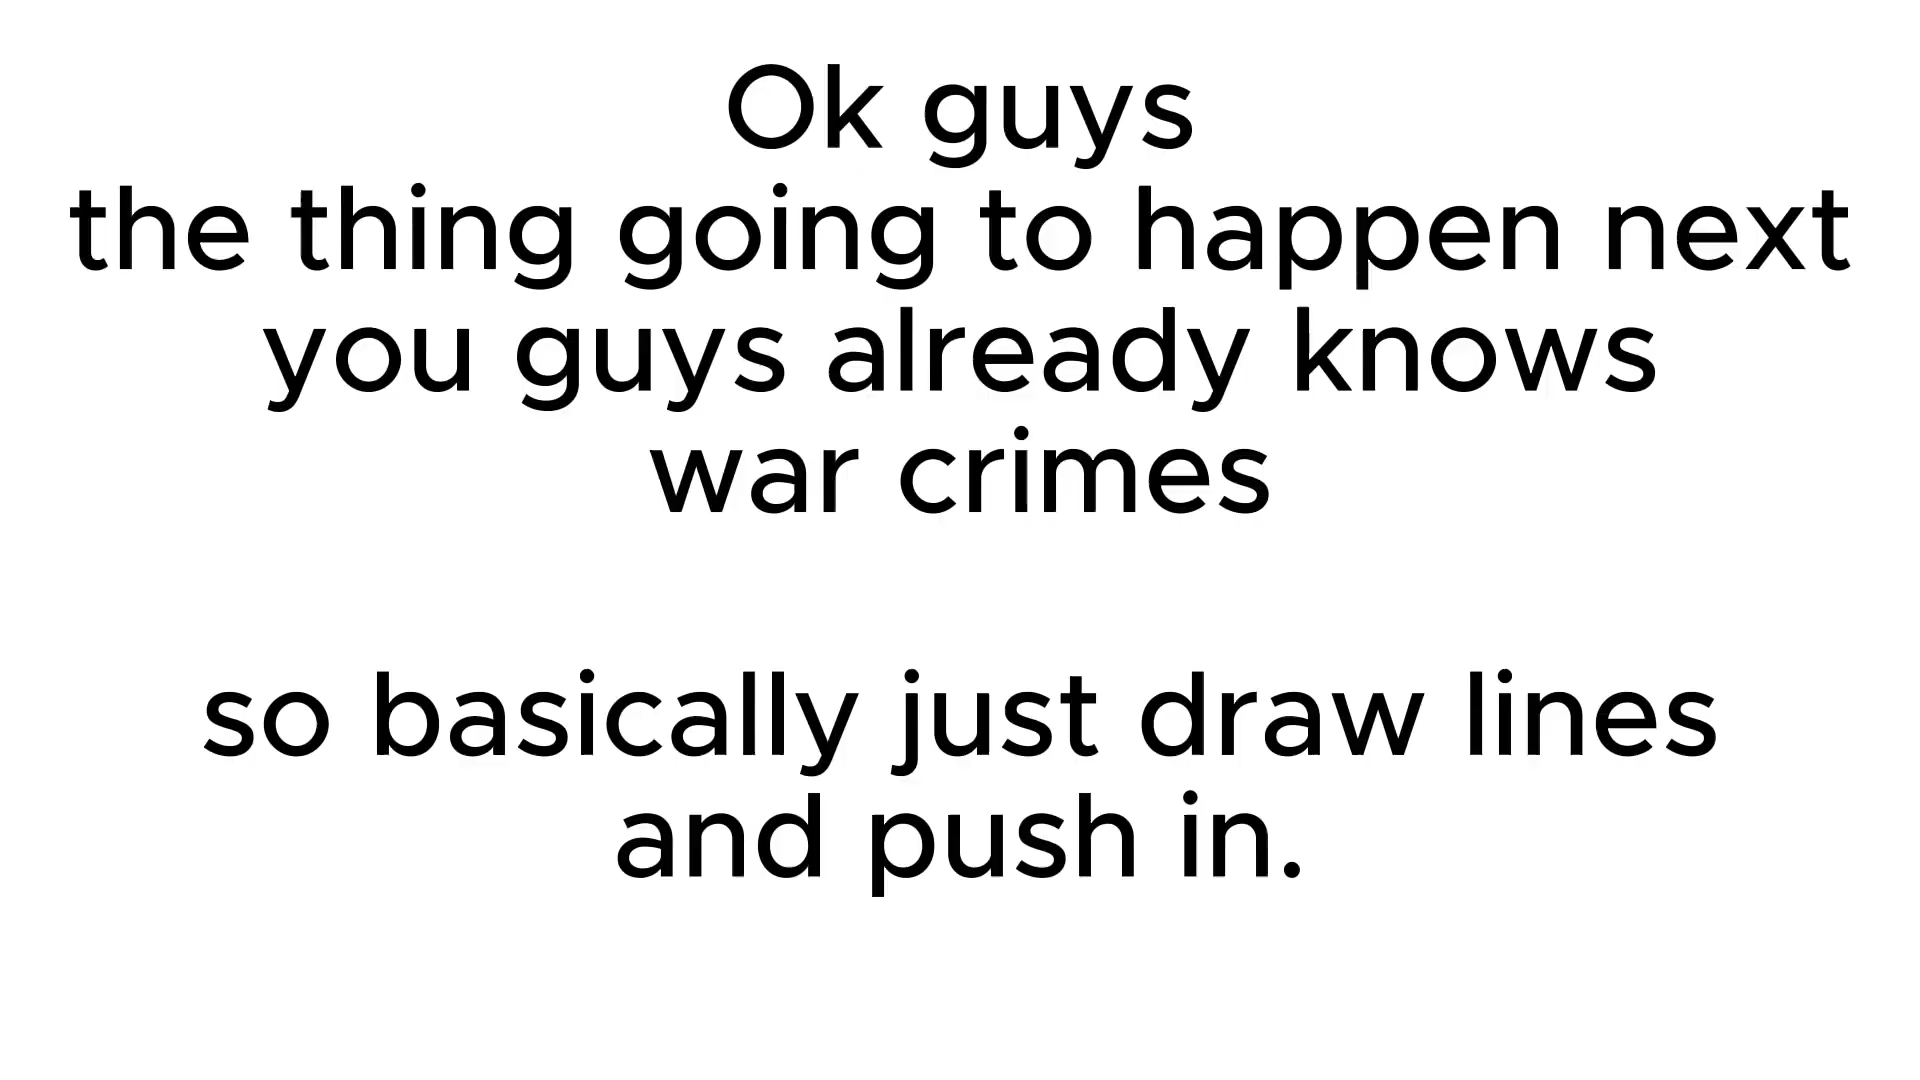 Ok guys
the thing going to happen next
you guys already knows
war crimes
so basically just draw lines
and push in.